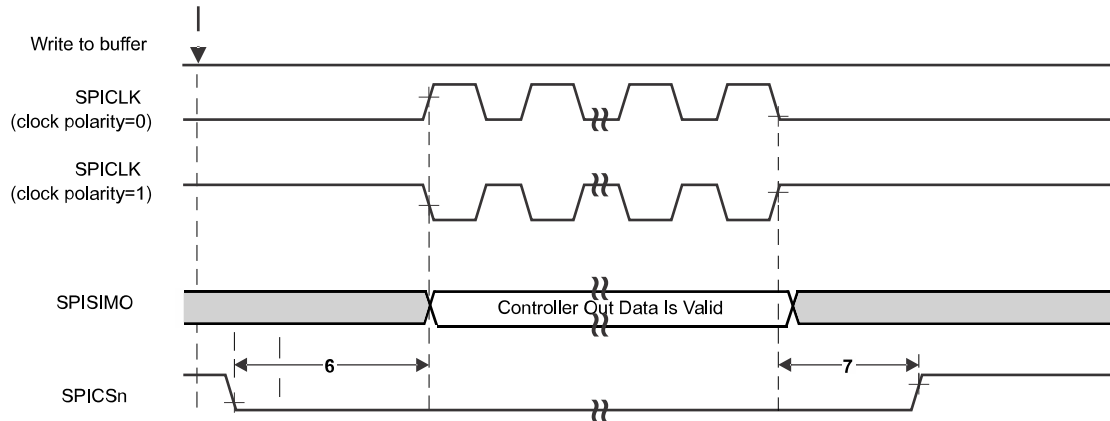 Write to buffer
SPICLK
(clock polarity=0)
SPICLK
(clock polarity=1)
SPISIMO
Controller Out Data Is Valid
6
7
SPICSn